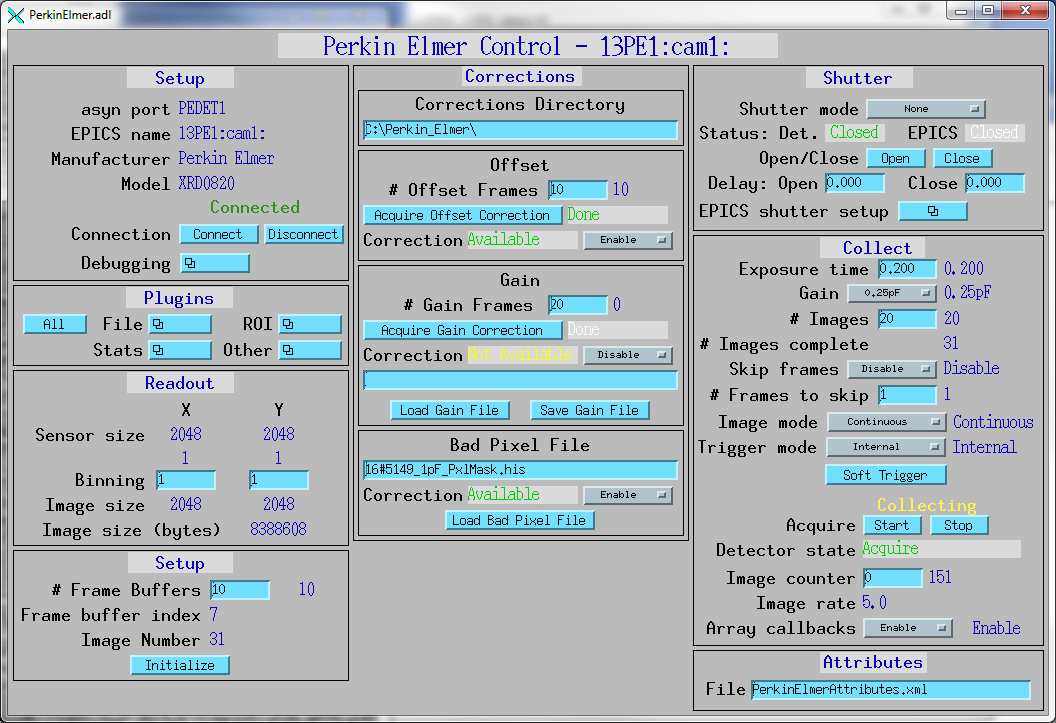 PerkinElmer.adl
Perkin Elmer Control - 13PE1:cam1:
Setup
asyn port PEDET1
EPICS name 13PE1:cam1:
Manufacturer Perkin Elmer
Model XRD0820
Connected
Connection Connect Disconnect
Debugging
Plugins
All File ROI
Stats Other
Readout
X Y
Sensor size 2048 2048
1 1
Binning 1 1
Image size 2048 2048
Image size (bytes) 8388608
Setup
# Frame Buffers 10 10
Frame buffer index 7
Image Number 31
Initialize
Corrections
Corrections Directory
C:\Perkin_Elmer\
Offset
# Offset Frames 10 10
Acquire Offset Correction Done
Correction Available Enable
Gain
# Gain Frames 20 0
Acquire Gain Correction Done
Correction Not Available Disable
Load Gain File Save Gain File
Bad Pixel File
16#5149_1pF_PxlMask.his
Correction Available Enable
Load Bad Pixel File
Shutter
Shutter mode None
Status: Det. Closed EPICS Closed
Open/Close Open Close
Delay: Open 0.000 Close 0.000
EPICS shutter setup
Collect
Exposure time 0.200 0.200
Gain 0.25pF 0.25pF
# Images 20 20
# Images complete 31
Skip frames Disable Disable
# Frames to skip 1 1
Image mode Continuous Continuous
Trigger mode Internal Internal
Soft Trigger
Collecting
Acquire Start Stop
Detector state Acquire
Image counter 0 151
Image rate 5.0
Array callbacks Enable Enable
Attributes
File PerkinElmerAttributes.xml